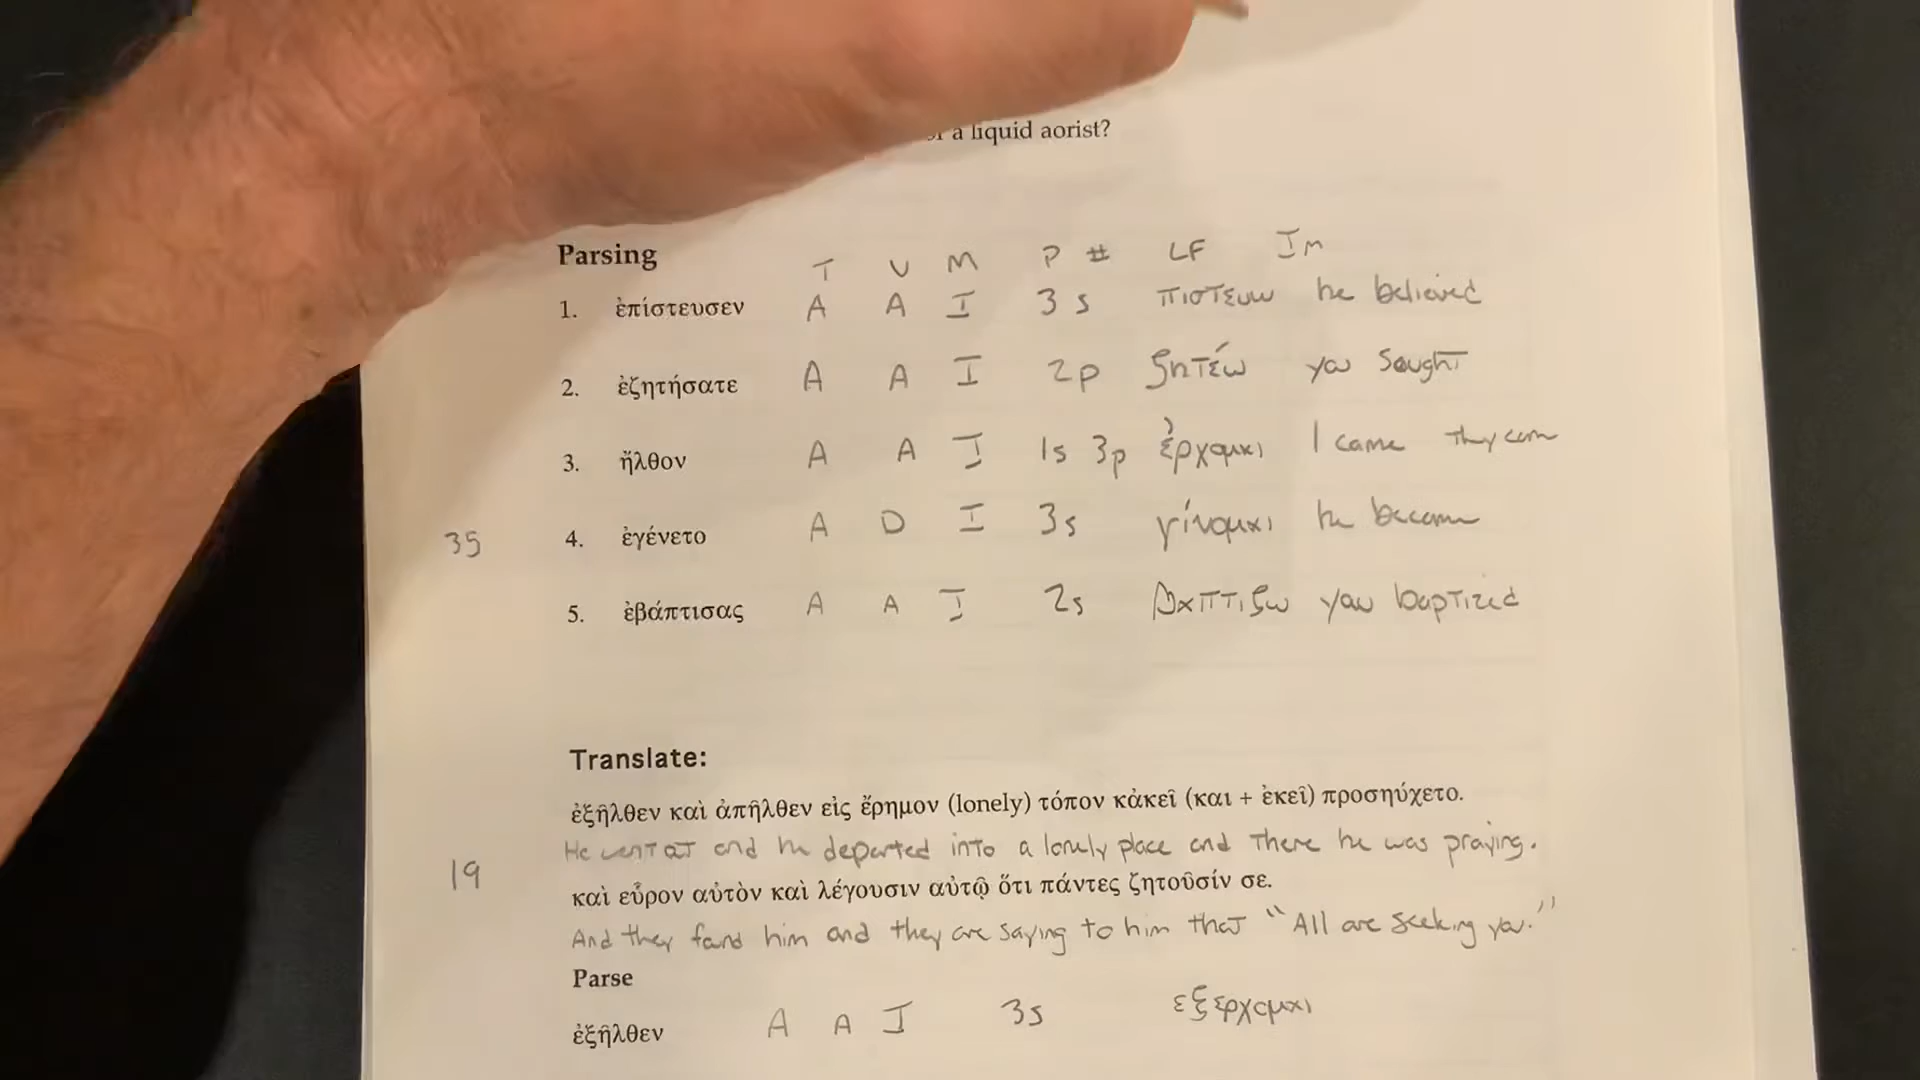 a liquid aorist?
Parsing T V M P # LF Im
1. ἐπίστευσεν A A I 3 s πιστευω he believed
2. ἐζητήσατε A A I 2p ζητέω you sought
3. ἤλθον A A I 1s 3p ἐρχομαι I came they came
35 4. ἐγένετο A D I 3s γίνομαι he became
5. ἐβάπτισας A A I 2s βαπτιζω you baptized
Translate:
ἐξῆλθεν καὶ ἀπῆλθεν εἰς ἔρημον (lonely) τόπον κἀκεῖ (και + ἐκεῖ) προσηύχετο.
He went out and he departed into a lonely place and there he was praying.
19
καὶ εὗρον αὐτὸν καὶ λέγουσιν αὐτῷ ὅτι πάντες ζητοῦσίν σε.
And they found him and they are saying to him that "All are seeking you."
Parse
ἐξῆλθεν A A I 3s εξερχομαι